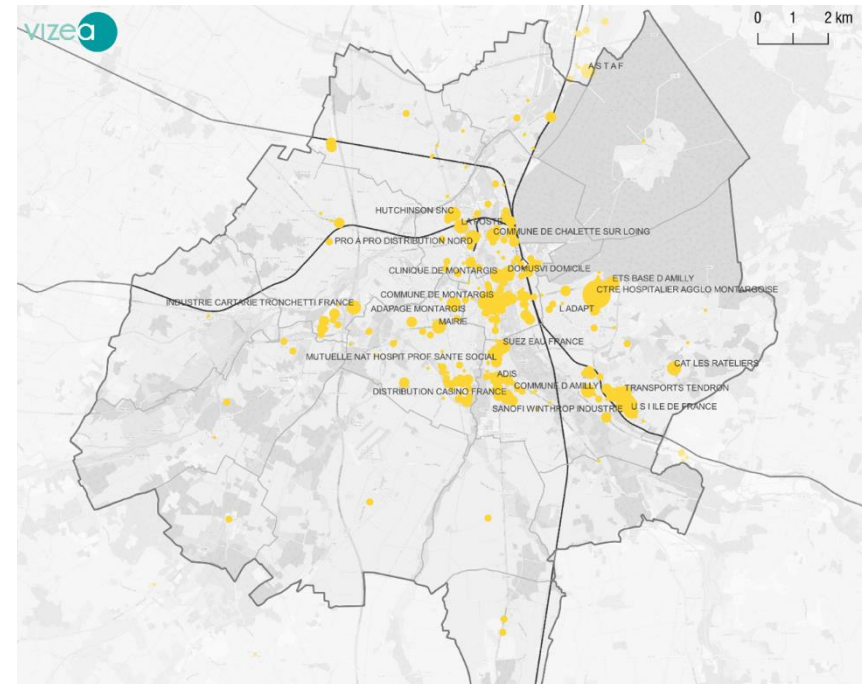 vizea
0 1 2 km
A S T A F
HUTCHINSON SNC
LA POSTE
COMMUNE DE CHALETTE SUR LOING
PRO A PRO DISTRIBUTION NORD
CLINIQUE DE MONTARGIS
DOMUSVI DOMICILE
ETS BASE D AMILLY
CTRE HOSPITALIER AGGLO MONTARGOISE
COMMUNE DE MONTARGIS
INDUSTRIE CARTARIE TRONCHETTI FRANCE
ADAPAGE MONTARGIS
L ADAPT
MAIRIE
SUEZ EAU FRANCE
MUTUELLE NAT HOSPIT PROF SANTE SOCIAL
CAT LES RATELIERS
ADIS
COMMUNE D AMILLY
TRANSPORTS TENDRON
DISTRIBUTION CASINO FRANCE
SANOFI WINTHROP INDUSTRIE
U S I ILE DE FRANCE